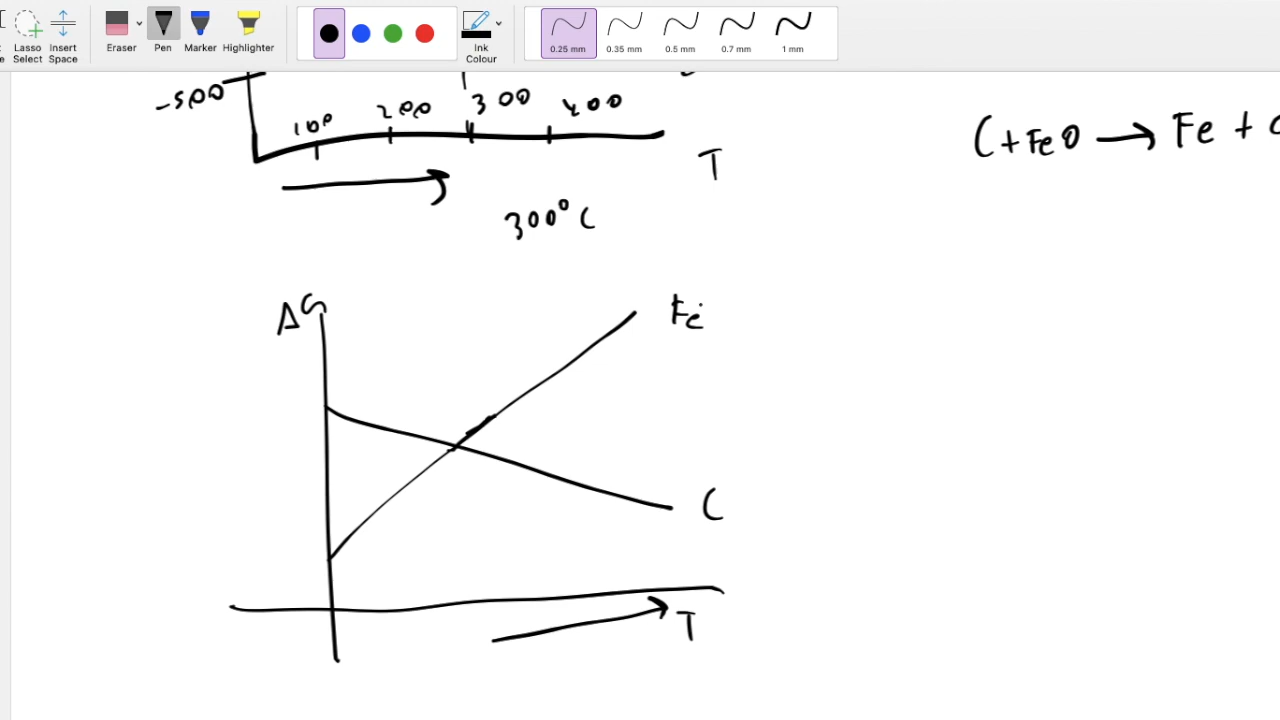 Lasso Select
Insert Space
Eraser
Pen
Marker
Highlighter
Ink Colour
0.25 mm
0.35 mm
0.5 mm
0.7 mm
1 mm
-500
100 200 300 400
T
300°C
C + FeO → Fe +
ΔG
Fe
C
T